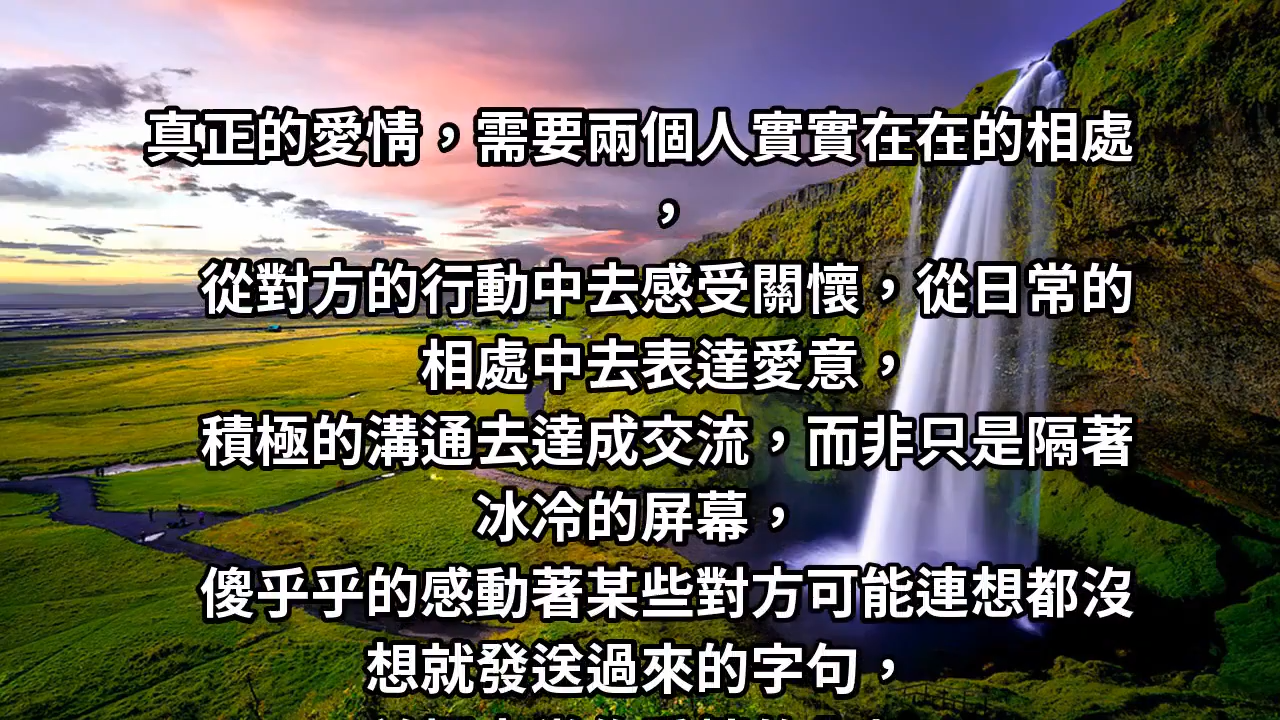 真正的愛情，需要兩個人實實在在的相處
，
從對方的行動中去感受關懷，從日常的
相處中去表達愛意，
積極的溝通去達成交流，而非只是隔著
冰冷的屏幕，
傻乎乎的感動著某些對方可能連想都沒
想就發送過來的字句，